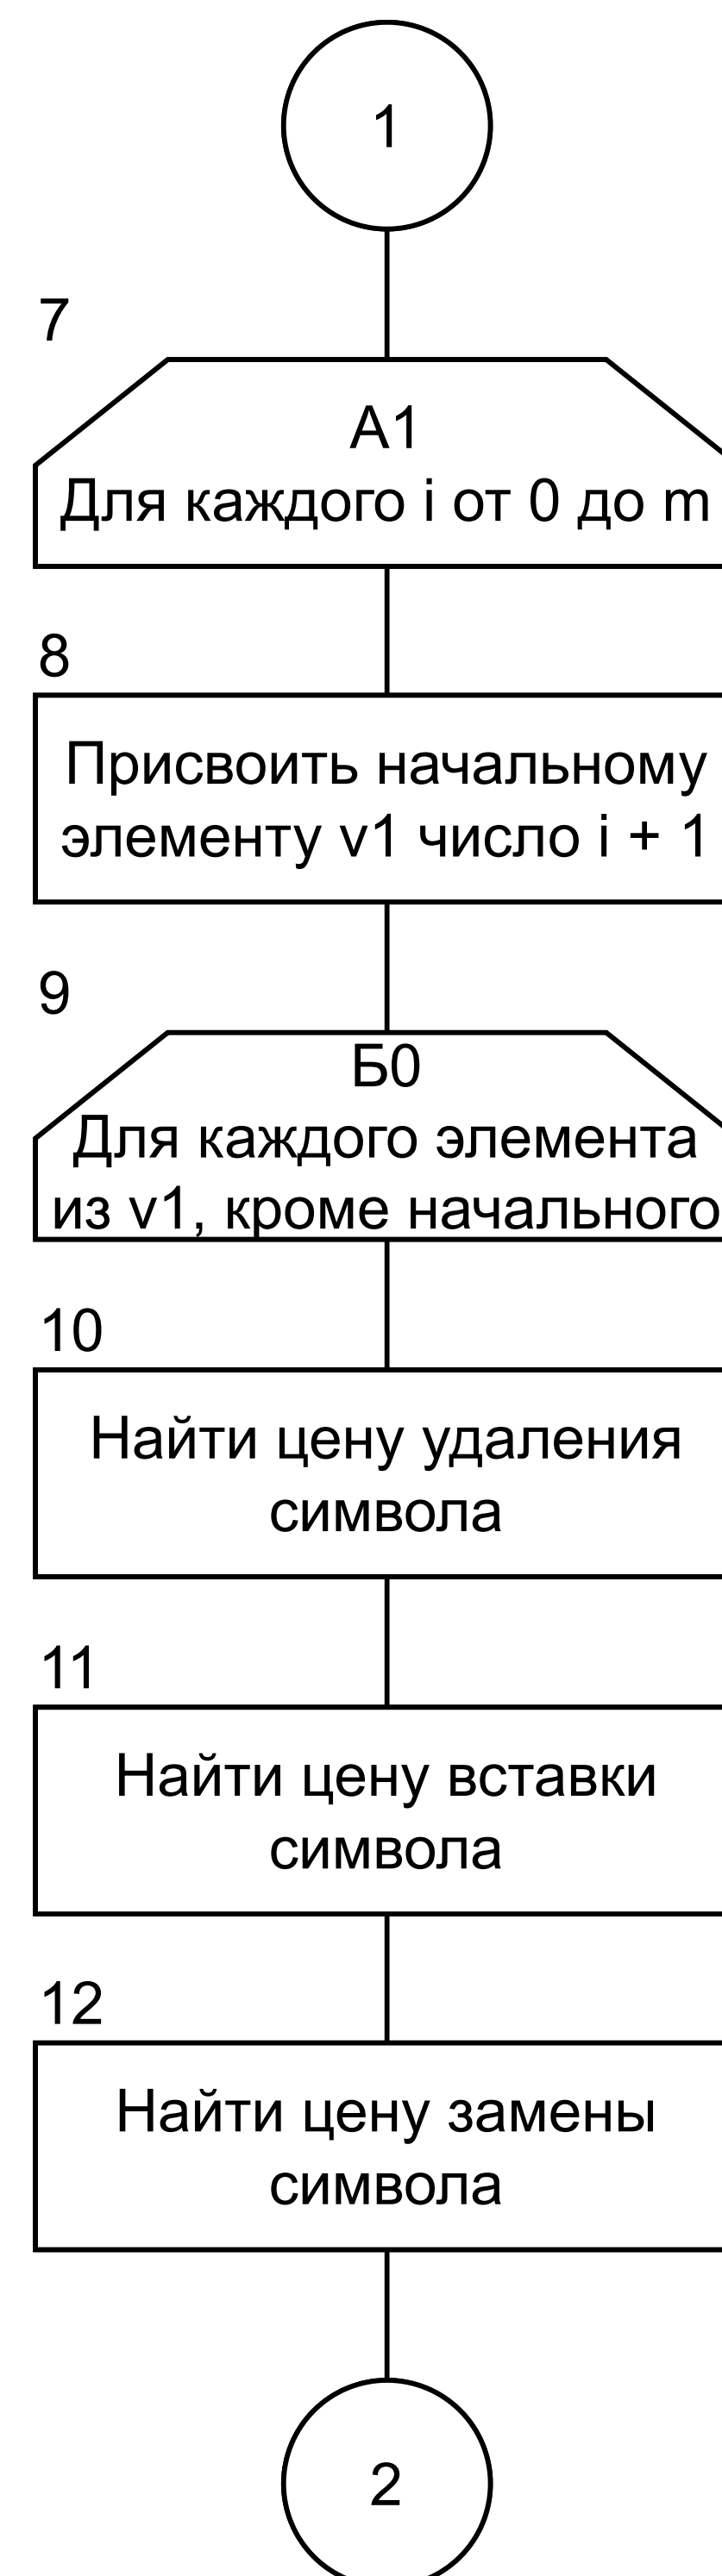 1
7
А1
Для каждого i от 0 до m
8
Присвоить начальному
элементу v1 число i + 1
9
Б0
Для каждого элемента
из v1, кроме начального
10
Найти цену удаления
символа
11
Найти цену вставки
символа
12
Найти цену замены
символа
2